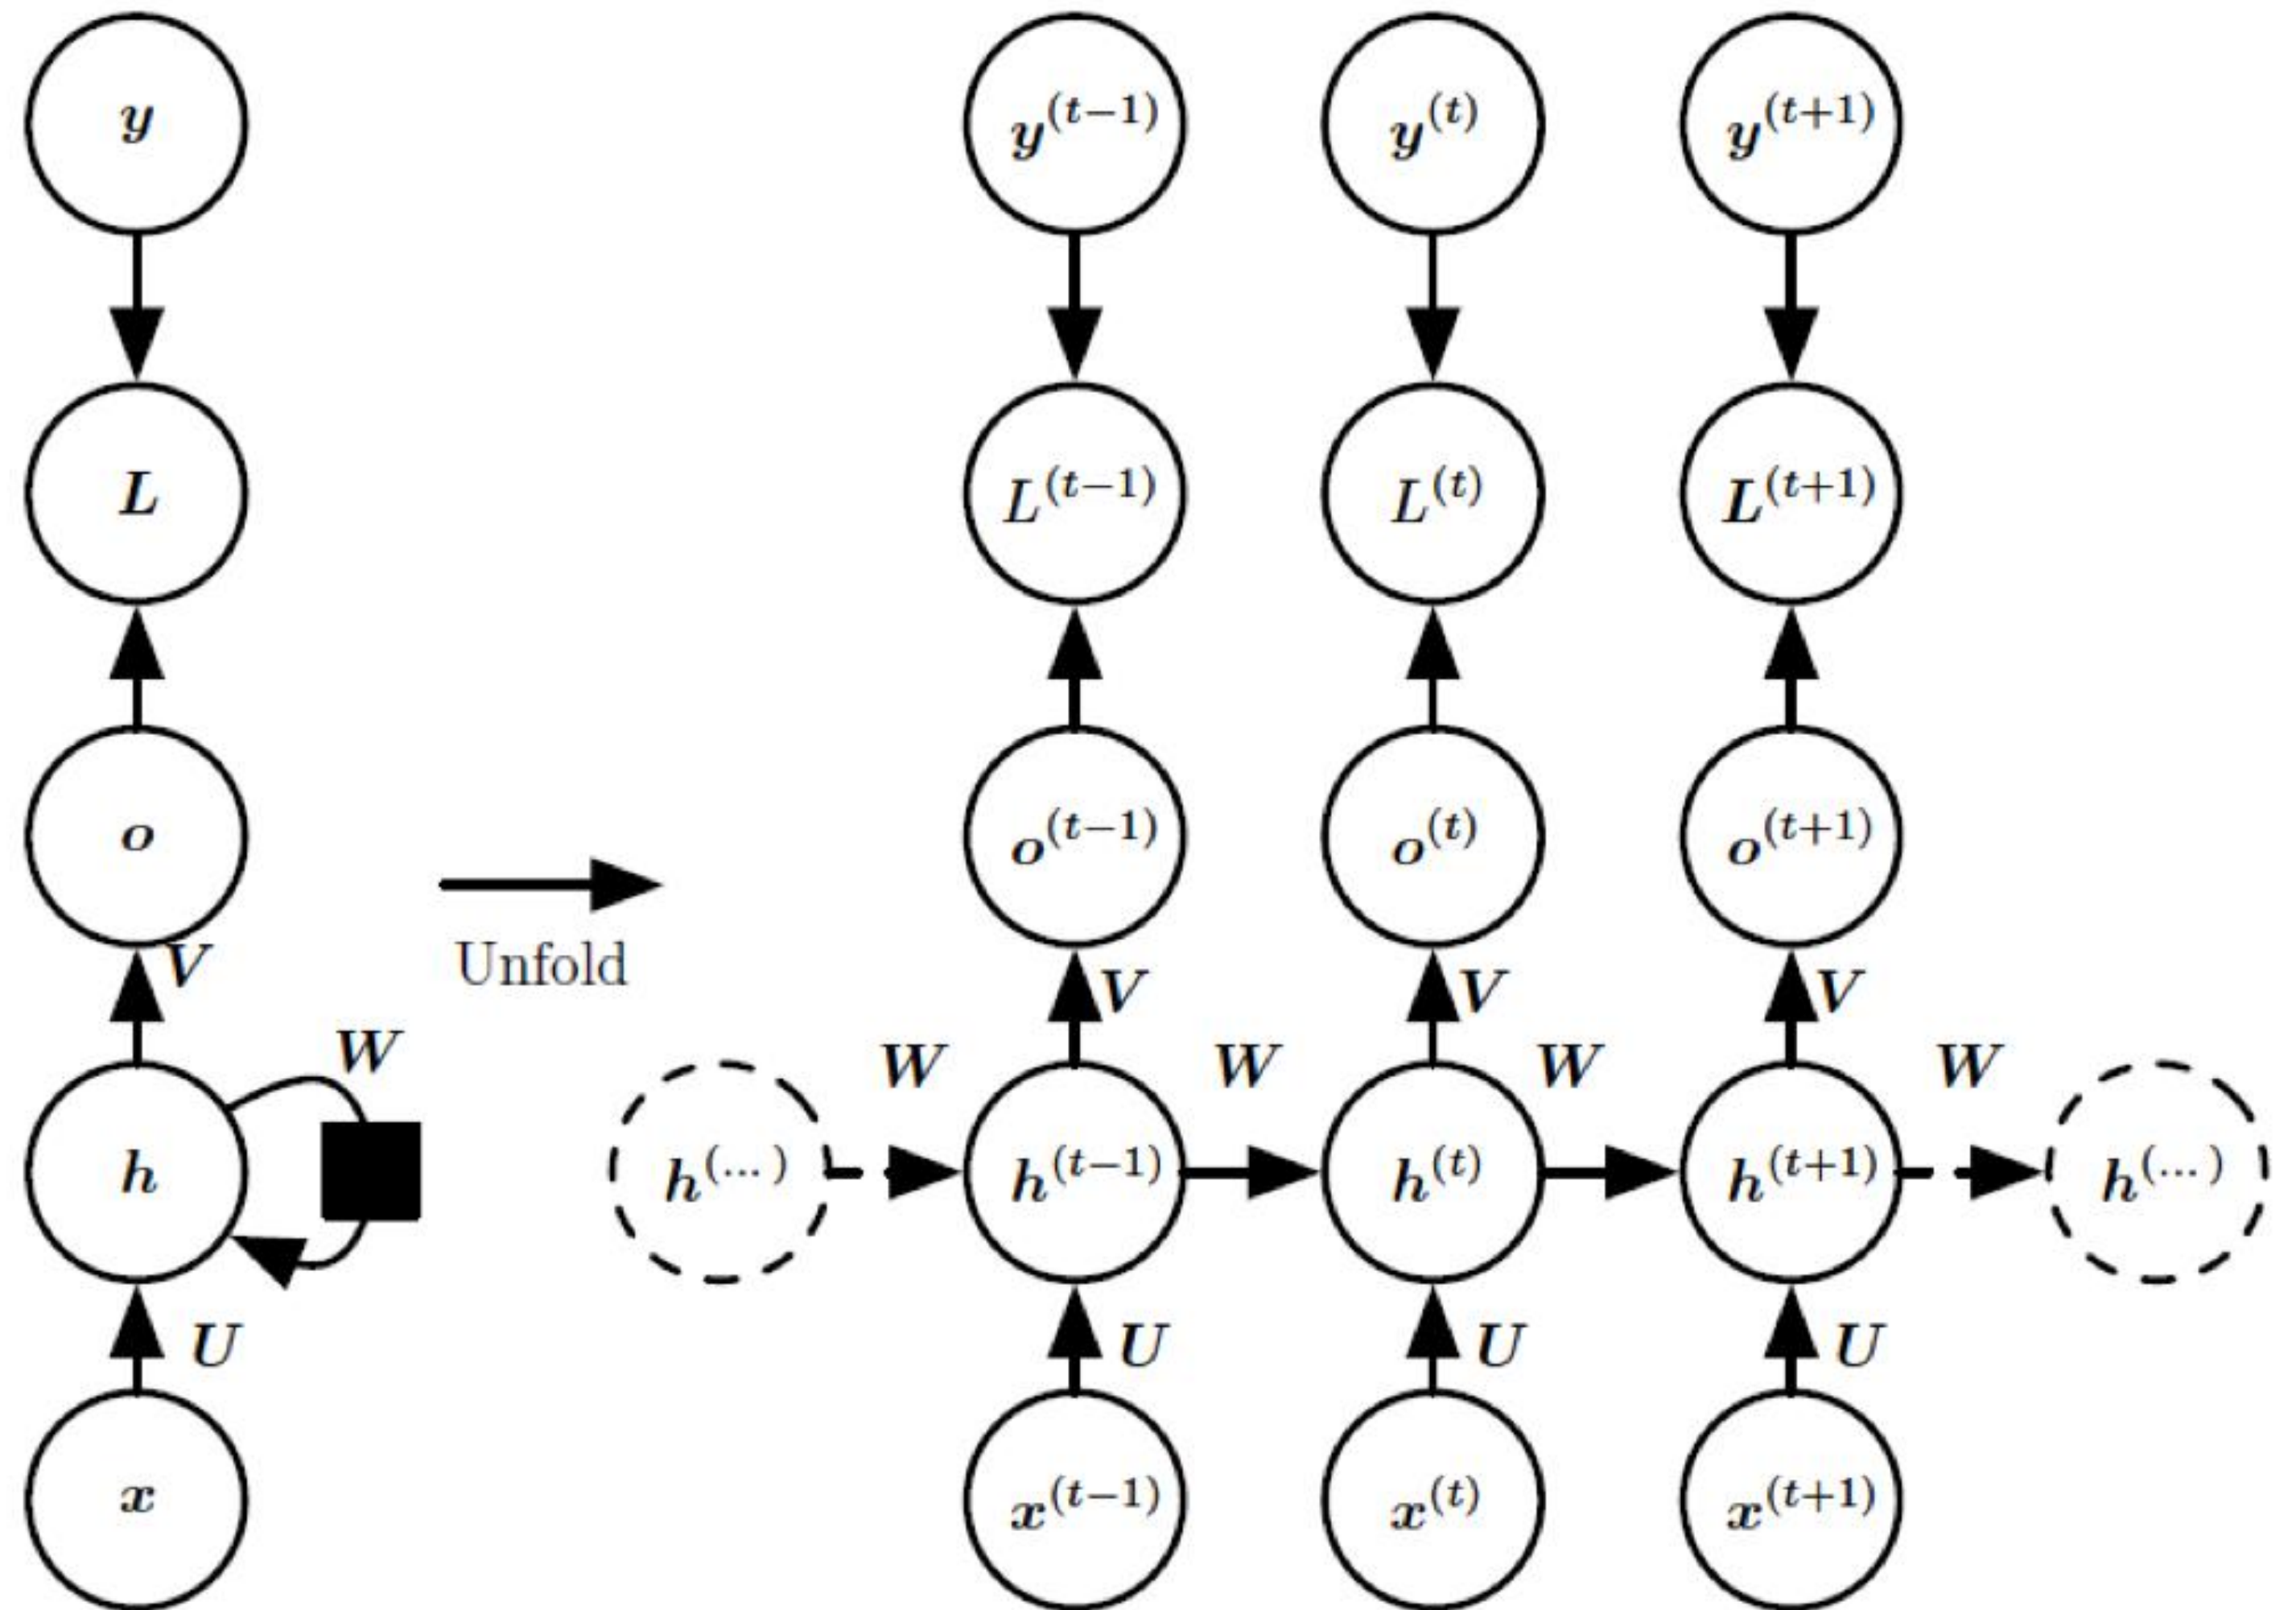 y y^(t−1) y^(t) y^(t+1)
L L^(t−1) L^(t) L^(t+1)
o o^(t−1) o^(t) o^(t+1)
Unfold
V V V V
W W W W W
h h^(...) h^(t−1) h^(t) h^(t+1) h^(...)
U U U U
x x^(t−1) x^(t) x^(t+1)